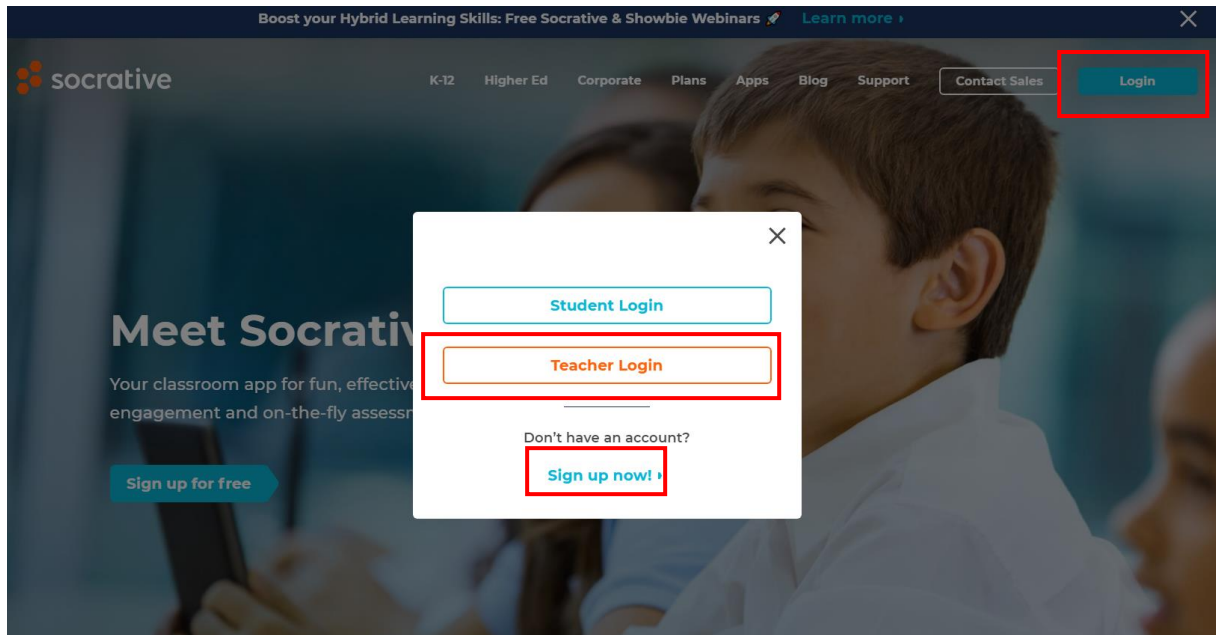 Boost your Hybrid Learning Skills: Free Socrative & Showbie Webinars 🚀 Learn more
socrative
K-12 Higher Ed Corporate Plans Apps Blog Support Contact Sales Login
Student Login
Meet Socrativ
Teacher Login
Your classroom app for fun, effective
engagement and on-the-fly assessm
Don't have an account?
Sign up now!
Sign up for free